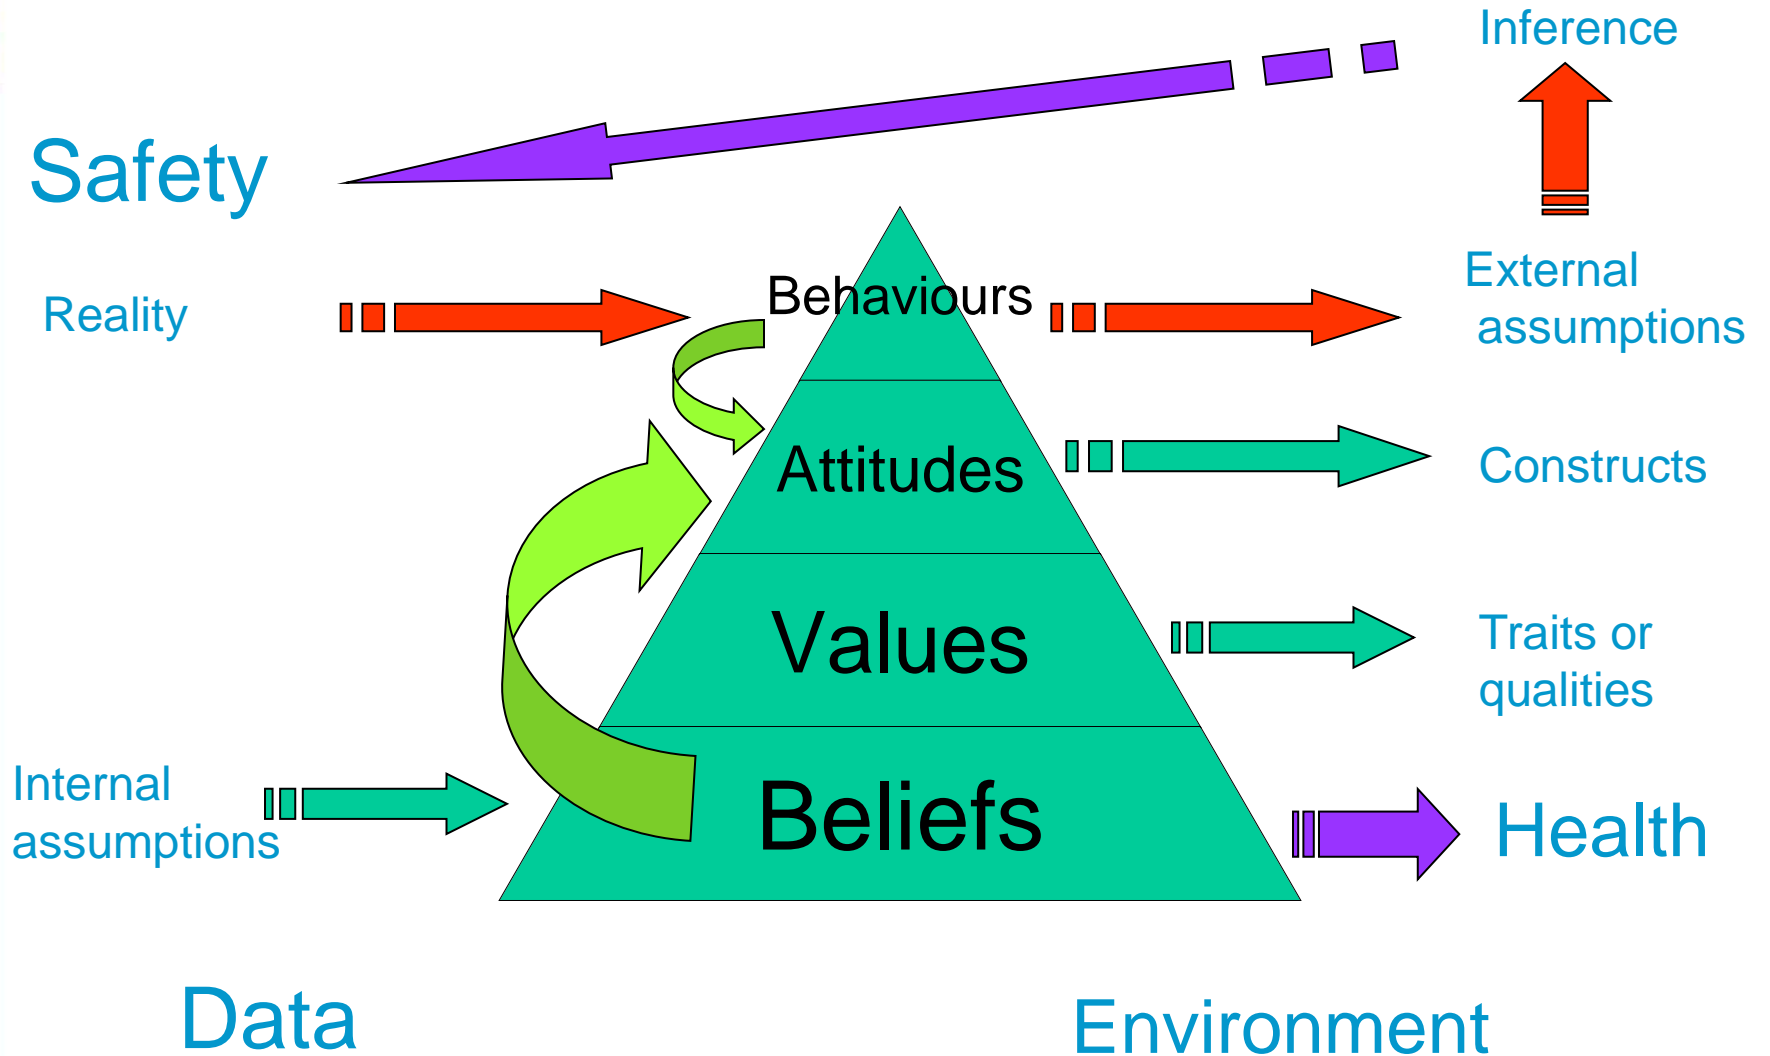 Inference
Safety
Reality
Behaviours
External
assumptions
Attitudes
Constructs
Values
Traits or
qualities
Internal
assumptions
Beliefs
Health
Data
Environment